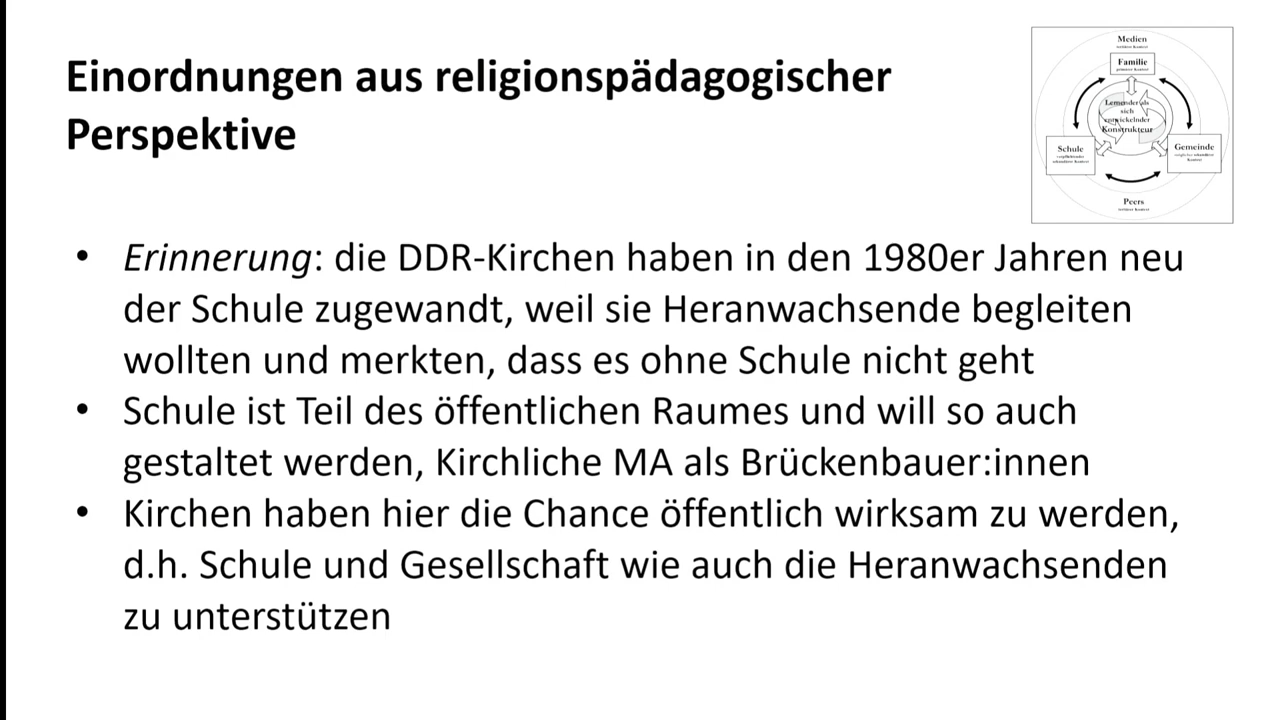 Einordnungen aus religionspädagogischer
Perspektive
Medien
Familie
Lernender als
sich
entwickelnder
Konstrukteur
Schule
Gemeinde
Peers
• Erinnerung: die DDR-Kirchen haben in den 1980er Jahren neu
der Schule zugewandt, weil sie Heranwachsende begleiten
wollten und merkten, dass es ohne Schule nicht geht
• Schule ist Teil des öffentlichen Raumes und will so auch
gestaltet werden, Kirchliche MA als Brückenbauer:innen
• Kirchen haben hier die Chance öffentlich wirksam zu werden,
d.h. Schule und Gesellschaft wie auch die Heranwachsenden
zu unterstützen